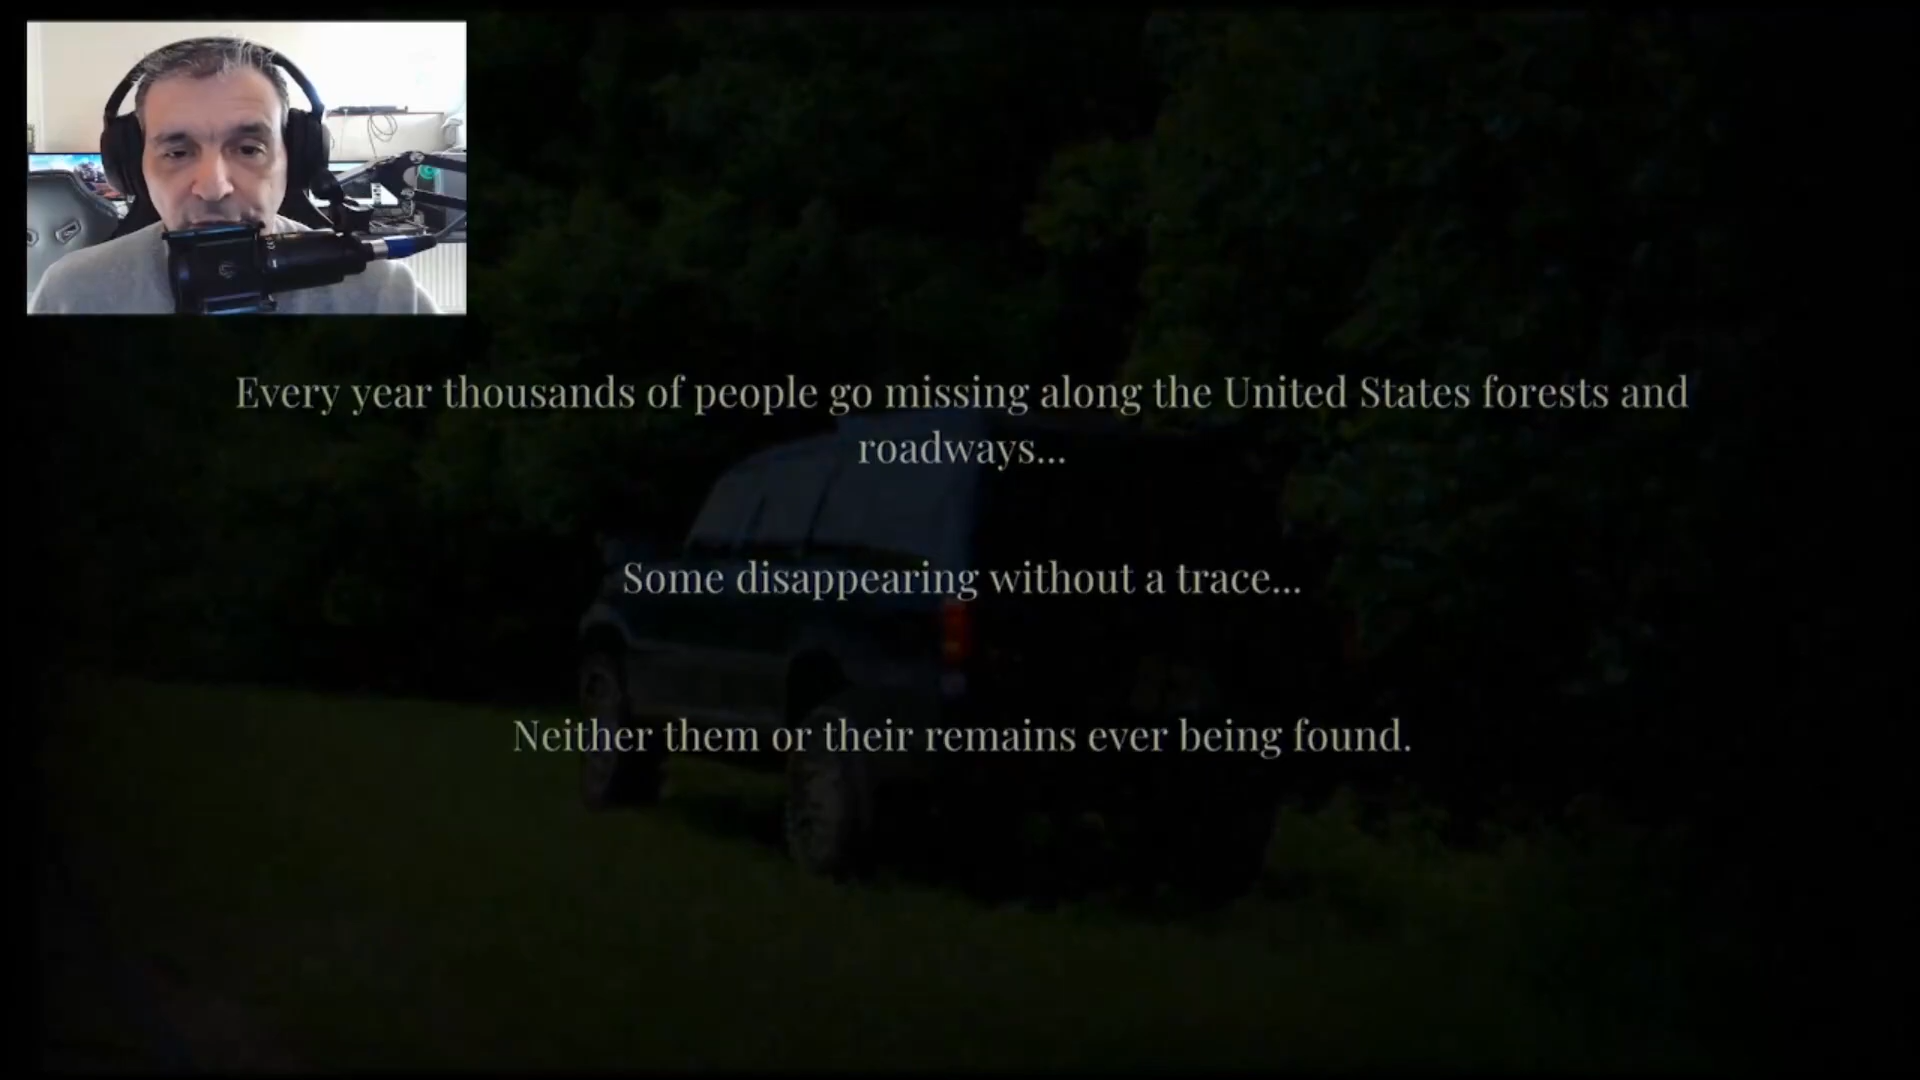 Every year thousands of people go missing along the United States forests and
roadways...
Some disappearing without a trace...
Neither them or their remains ever being found.